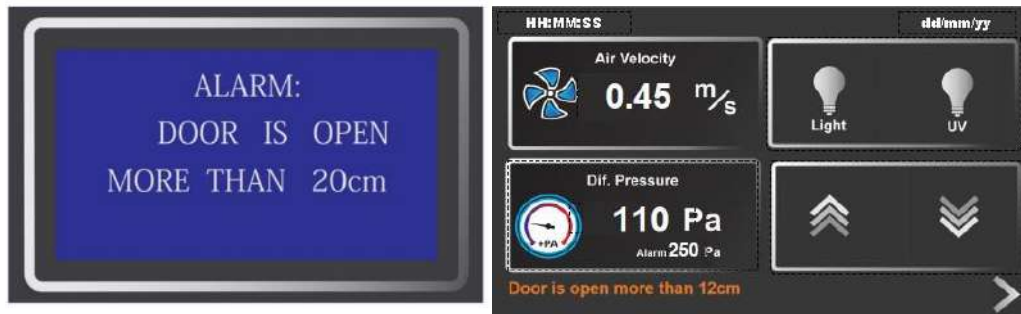 ALARM:
DOOR IS OPEN
MORE THAN 20cm
HH:MM:SS
dd/mm/yy
Air Velocity
0.45 m/s
Light
UV
Dif. Pressure
110 Pa
+PA
Alarm 250 Pa
Door is open more than 12cm